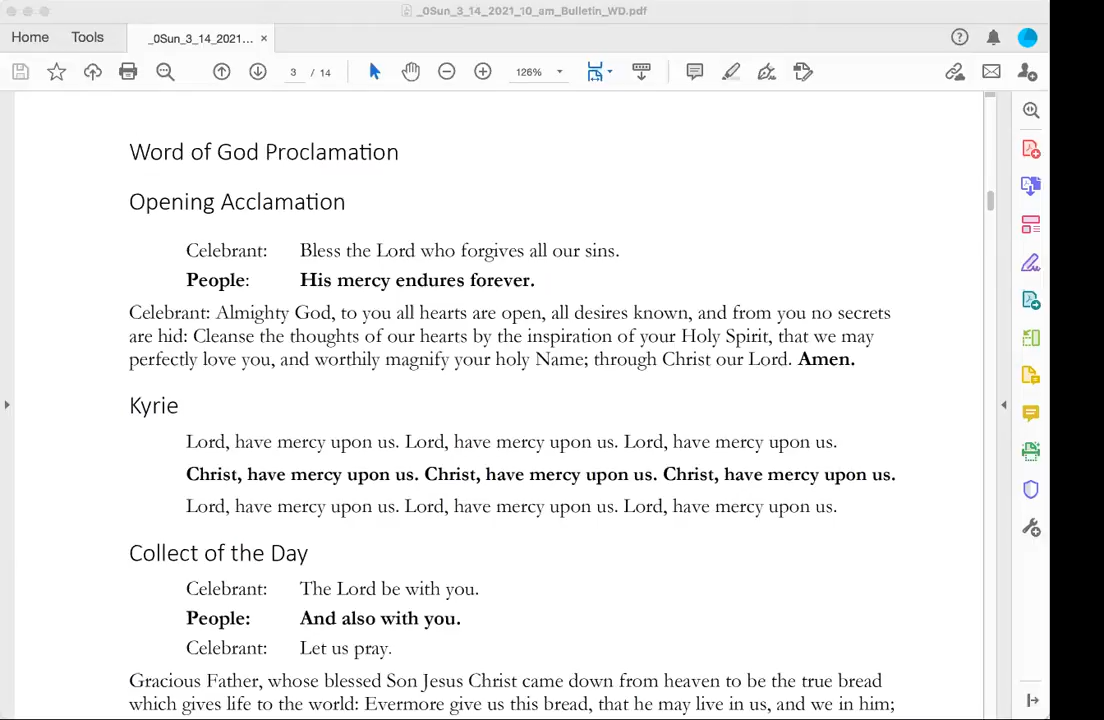 _0Sun_3_14_2021_10_am_Bulletin_WD.pdf
Home Tools _0Sun_3_14_2021... ×
3 / 14 126%
Word of God Proclamation
Opening Acclamation
Celebrant: Bless the Lord who forgives all our sins.
People: His mercy endures forever.
Celebrant: Almighty God, to you all hearts are open, all desires known, and from you no secrets
are hid: Cleanse the thoughts of our hearts by the inspiration of your Holy Spirit, that we may
perfectly love you, and worthily magnify your holy Name; through Christ our Lord. Amen.
Kyrie
Lord, have mercy upon us. Lord, have mercy upon us. Lord, have mercy upon us.
Christ, have mercy upon us. Christ, have mercy upon us. Christ, have mercy upon us.
Lord, have mercy upon us. Lord, have mercy upon us. Lord, have mercy upon us.
Collect of the Day
Celebrant: The Lord be with you.
People: And also with you.
Celebrant: Let us pray.
Gracious Father, whose blessed Son Jesus Christ came down from heaven to be the true bread
which gives life to the world: Evermore give us this bread, that he may live in us, and we in him;